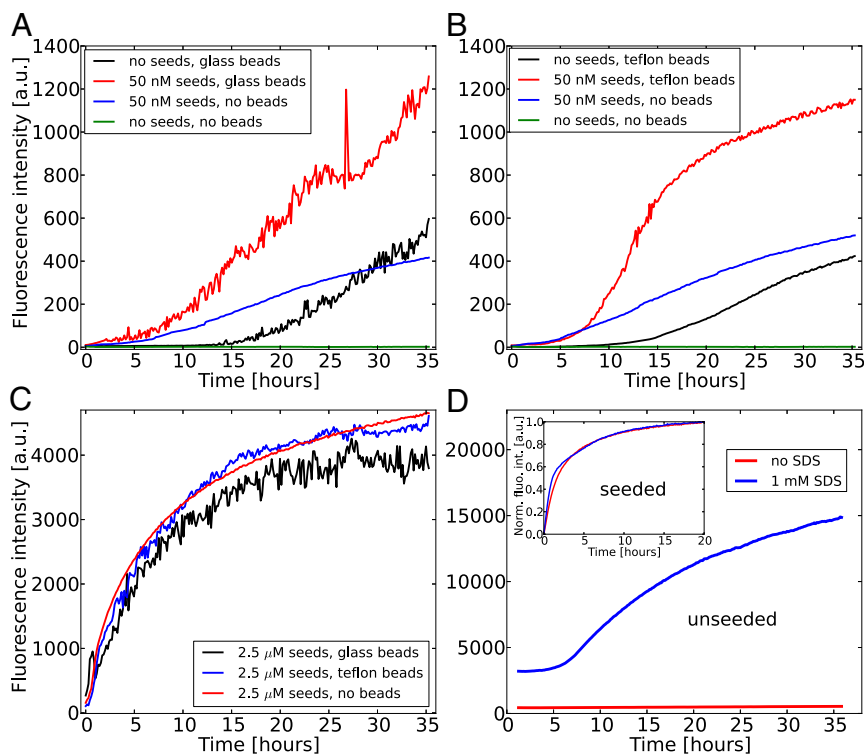 A
Fluorescence intensity [a.u.]
1400
1200
1000
800
600
400
200
0
no seeds, glass beads
50 nM seeds, glass beads
50 nM seeds, no beads
no seeds, no beads
0 5 10 15 20 25 30 35
Time [hours]
B
1400
1200
1000
800
600
400
200
0
no seeds, teflon beads
50 nM seeds, teflon beads
50 nM seeds, no beads
no seeds, no beads
0 5 10 15 20 25 30 35
Time [hours]
C
Fluorescence intensity [a.u.]
4000
3000
2000
1000
0
2.5 μM seeds, glass beads
2.5 μM seeds, teflon beads
2.5 μM seeds, no beads
0 5 10 15 20 25 30 35
Time [hours]
D
20000
15000
10000
5000
0
Norm. fluo. int. [a.u.]
1.0
0.8
0.6
0.4
0.2
0.0
seeded
0 5 10 15 20
Time [hours]
no SDS
1 mM SDS
unseeded
0 5 10 15 20 25 30 35
Time [hours]